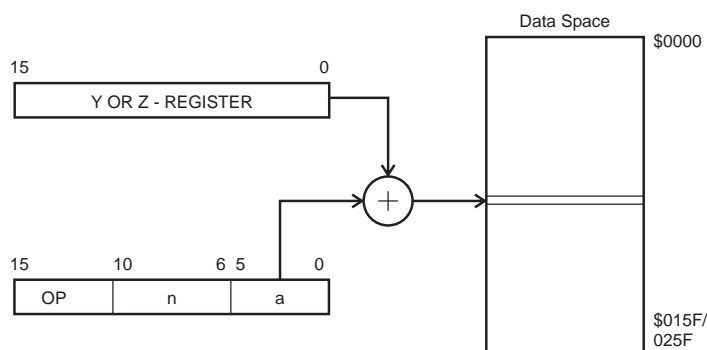 Data Space
$0000
15 0
Y OR Z - REGISTER
+
15 10 6 5 0
OP n a
$015F/
025F